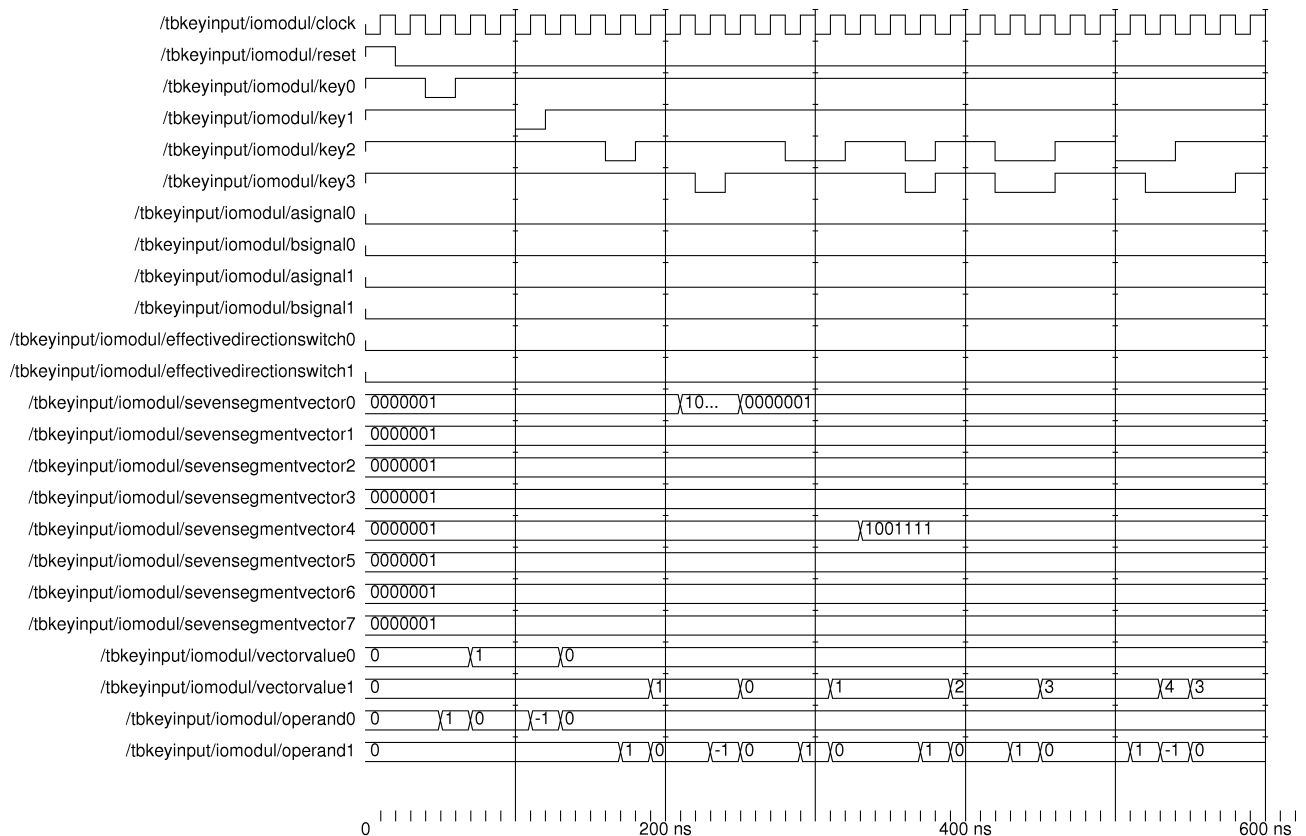 /tbkeyinput/iomodul/clock
/tbkeyinput/iomodul/reset
/tbkeyinput/iomodul/key0
/tbkeyinput/iomodul/key1
/tbkeyinput/iomodul/key2
/tbkeyinput/iomodul/key3
/tbkeyinput/iomodul/asignal0
/tbkeyinput/iomodul/bsignal0
/tbkeyinput/iomodul/asignal1
/tbkeyinput/iomodul/bsignal1
/tbkeyinput/iomodul/effectivedirectionswitch0
/tbkeyinput/iomodul/effectivedirectionswitch1
/tbkeyinput/iomodul/sevensegmentvector0 0000001 10... 0000001
/tbkeyinput/iomodul/sevensegmentvector1 0000001
/tbkeyinput/iomodul/sevensegmentvector2 0000001
/tbkeyinput/iomodul/sevensegmentvector3 0000001
/tbkeyinput/iomodul/sevensegmentvector4 0000001 1001111
/tbkeyinput/iomodul/sevensegmentvector5 0000001
/tbkeyinput/iomodul/sevensegmentvector6 0000001
/tbkeyinput/iomodul/sevensegmentvector7 0000001
/tbkeyinput/iomodul/vectorvalue0 0 1 0
/tbkeyinput/iomodul/vectorvalue1 0 1 0 1 2 3 4 3
/tbkeyinput/iomodul/operand0 0 1 0 -1 0
/tbkeyinput/iomodul/operand1 0 1 0 -1 0 1 0 1 0 1 0 1 -1 0
0 200 ns 400 ns 600 ns